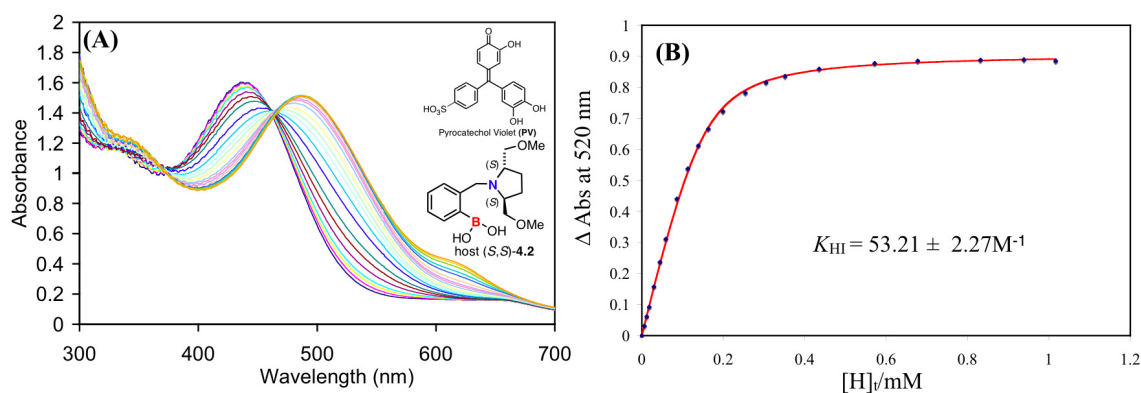 (A)
2
1.8
1.6
1.4
1.2
1
0.8
0.6
0.4
0.2
0
Absorbance
300
400
500
600
700
Wavelength (nm)
O
OH
HO3S
OH
HO
Pyrocatechol Violet (PV)
OMe
(S)
N
(S)
B
OH
HO
OMe
host (S,S)-4.2
(B)
1
0.9
0.8
0.7
0.6
0.5
0.4
0.3
0.2
0.1
0
Δ Abs at 520 nm
KHI = 53.21 ± 2.27M-1
0
0.2
0.4
0.6
0.8
1
1.2
[H]t/mM